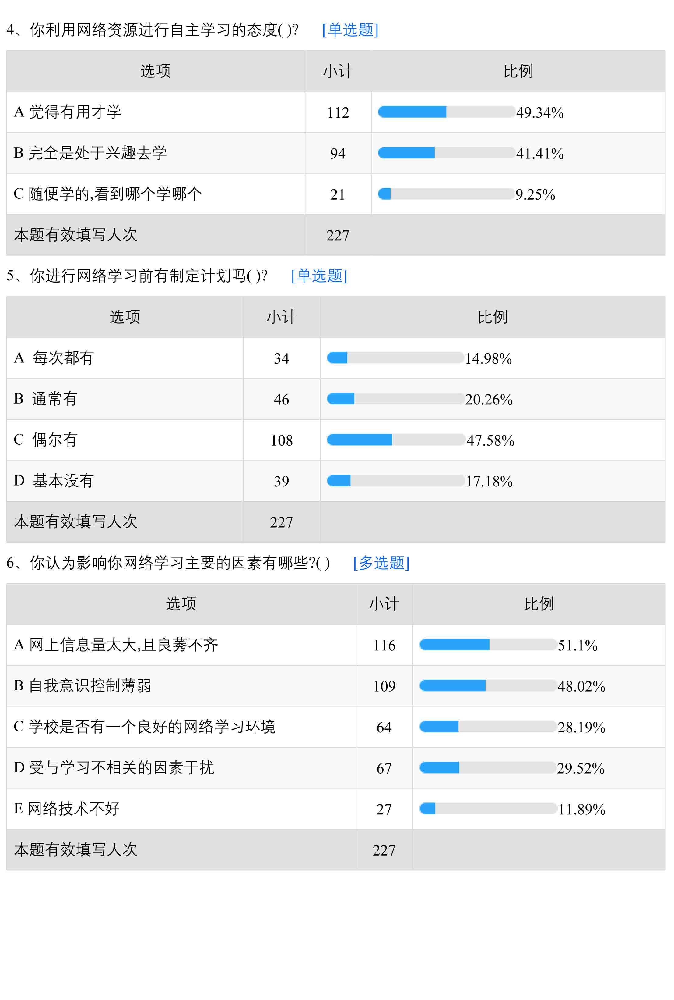 4、你利用网络资源进行自主学习的态度( )? [单选题]
选项 小计 比例
A 觉得有用才学 112 49.34%
B 完全是处于兴趣去学 94 41.41%
C 随便学的,看到哪个学哪个 21 9.25%
本题有效填写人次 227
5、你进行网络学习前有制定计划吗( )? [单选题]
选项 小计 比例
A 每次都有 34 14.98%
B 通常有 46 20.26%
C 偶尔有 108 47.58%
D 基本没有 39 17.18%
本题有效填写人次 227
6、你认为影响你网络学习主要的因素有哪些?( ) [多选题]
选项 小计 比例
A 网上信息量太大,且良莠不齐 116 51.1%
B 自我意识控制薄弱 109 48.02%
C 学校是否有一个良好的网络学习环境 64 28.19%
D 受与学习不相关的因素于扰 67 29.52%
E 网络技术不好 27 11.89%
本题有效填写人次 227